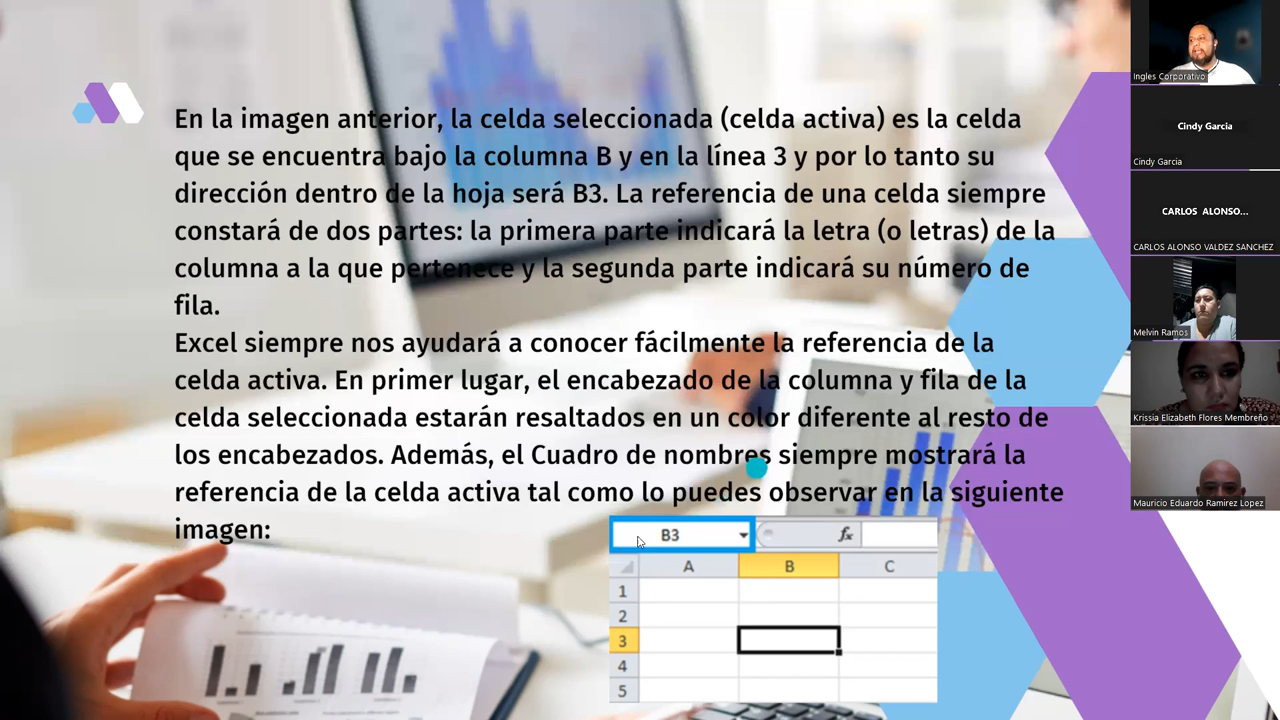 En la imagen anterior, la celda seleccionada (celda activa) es la celda
que se encuentra bajo la columna B y en la línea 3 y por lo tanto su
dirección dentro de la hoja será B3. La referencia de una celda siempre
constará de dos partes: la primera parte indicará la letra (o letras) de la
columna a la que pertenece y la segunda parte indicará su número de
fila.
Excel siempre nos ayudará a conocer fácilmente la referencia de la
celda activa. En primer lugar, el encabezado de la columna y fila de la
celda seleccionada estarán resaltados en un color diferente al resto de
los encabezados. Además, el Cuadro de nombres siempre mostrará la
referencia de la celda activa tal como lo puedes observar en la siguiente
imagen:
B3 fx
A B C
1
2
3
4
5
Ingles Corporativo
Cindy Garcia
Cindy Garcia
CARLOS ALONSO...
CARLOS ALONSO VALDEZ SANCHEZ
Melvin Ramos
Krissia Elizabeth Flores Membreño
Mauricio Eduardo Ramirez Lopez